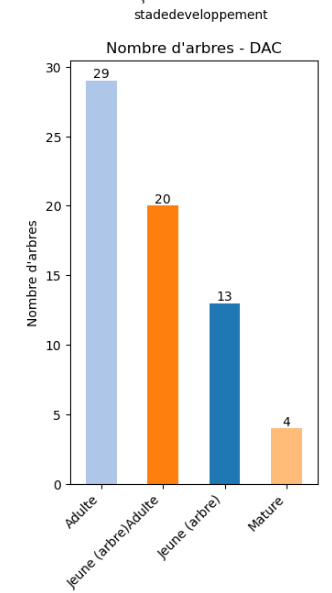 stadedeveloppement
Nombre d'arbres - DAC
Nombre d'arbres
30
25
20
15
10
5
0
29
20
13
4
Adulte
Jeune (arbre)Adulte
Jeune (arbre)
Mature